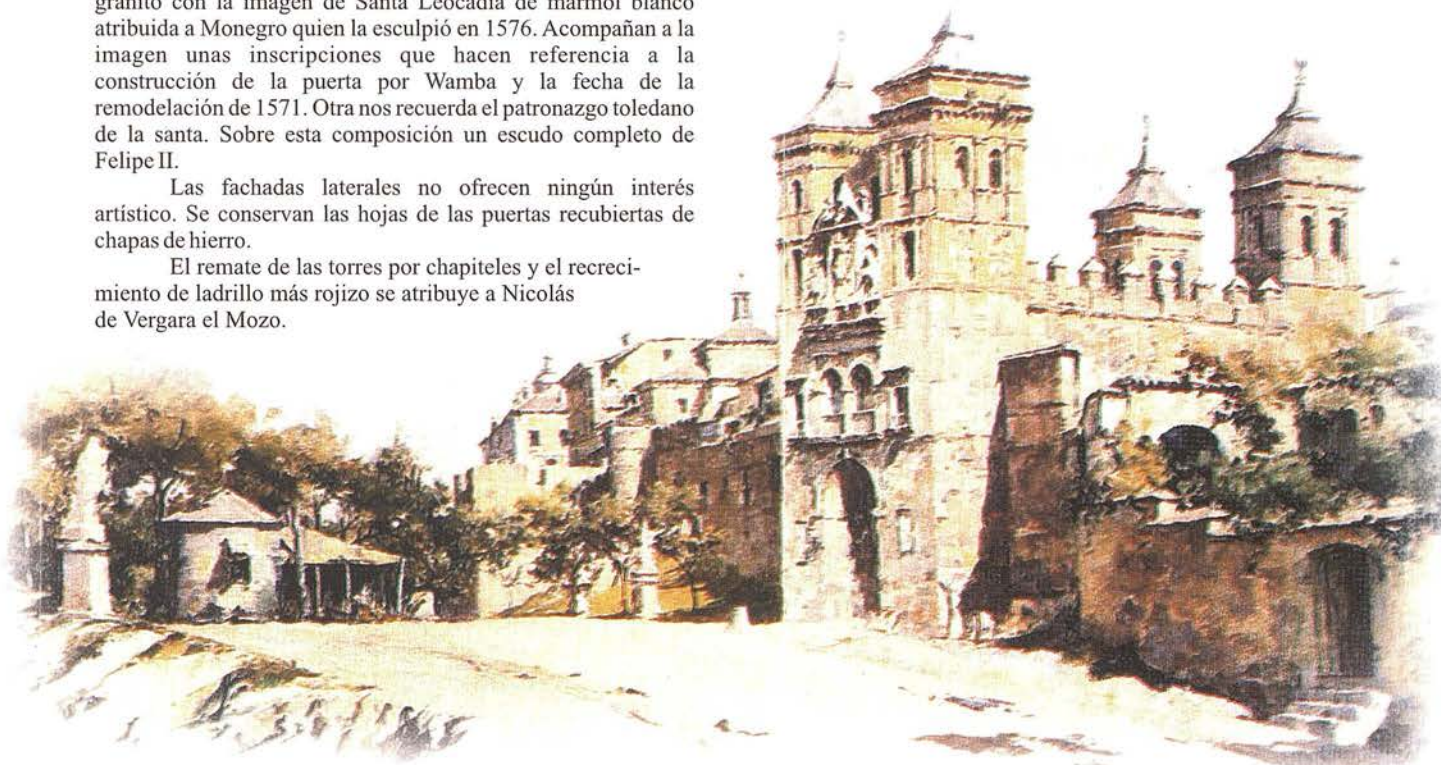 granito con la imagen de Santa Leocadia de mármol blanco
atribuida a Monegro quien la esculpió en 1576. Acompañan a la
imagen unas inscripciones que hacen referencia a la
construcción de la puerta por Wamba y la fecha de la
remodelación de 1571. Otra nos recuerda el patronazgo toledano
de la santa. Sobre esta composición un escudo completo de
Felipe II.
Las fachadas laterales no ofrecen ningún interés
artístico. Se conservan las hojas de las puertas recubiertas de
chapas de hierro.
El remate de las torres por chapiteles y el recreci-
miento de ladrillo más rojizo se atribuye a Nicolás
de Vergara el Mozo.